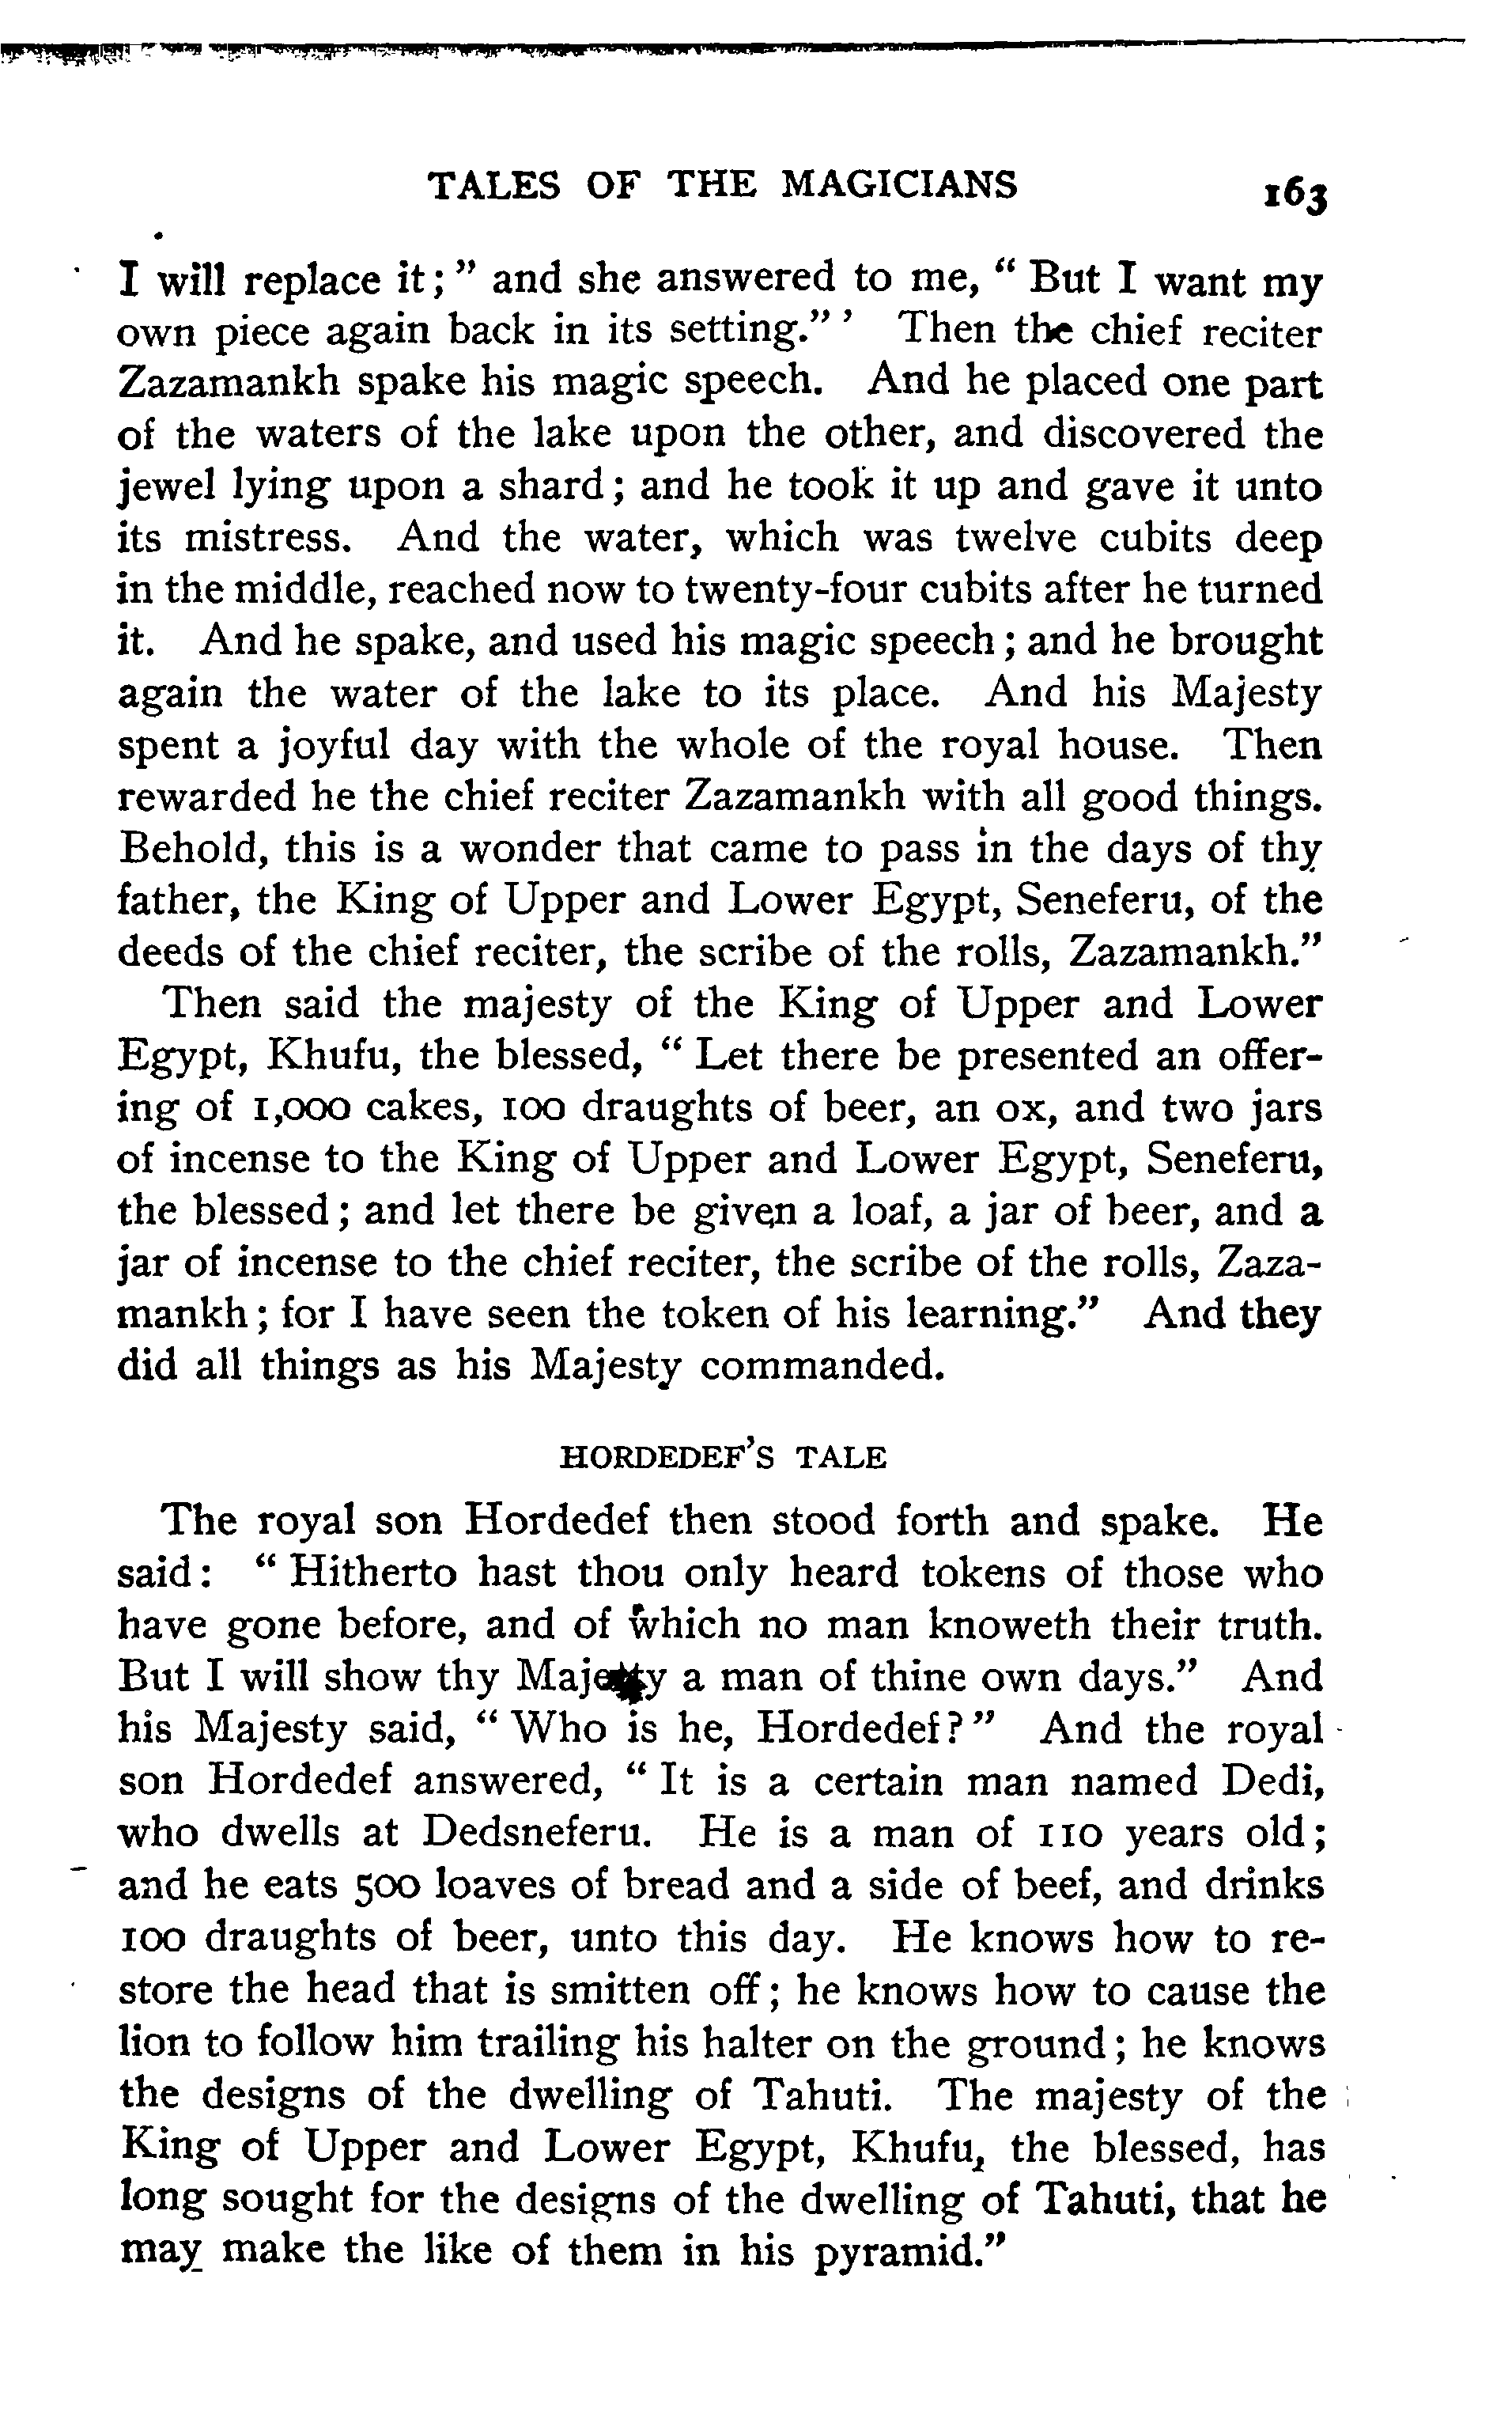 TALES OF THE MAGICIANS 163
I will replace it;” and she answered to me, “But I want my
own piece again back in its setting.”’ Then the chief reciter
Zazamankh spake his magic speech. And he placed one part
of the waters of the lake upon the other, and discovered the
jewel lying upon a shard; and he took it up and gave it unto
its mistress. And the water, which was twelve cubits deep
in the middle, reached now to twenty-four cubits after he turned
it. And he spake, and used his magic speech; and he brought
again the water of the lake to its place. And his Majesty
spent a joyful day with the whole of the royal house. Then
rewarded he the chief reciter Zazamankh with all good things.
Behold, this is a wonder that came to pass in the days of thy
father, the King of Upper and Lower Egypt, Seneferu, of the
deeds of the chief reciter, the scribe of the rolls, Zazamankh.”
Then said the majesty of the King of Upper and Lower
Egypt, Khufu, the blessed, “Let there be presented an offer-
ing of 1,000 cakes, 100 draughts of beer, an ox, and two jars
of incense to the King of Upper and Lower Egypt, Seneferu,
the blessed; and let there be given a loaf, a jar of beer, and a
jar of incense to the chief reciter, the scribe of the rolls, Zaza-
mankh; for I have seen the token of his learning.” And they
did all things as his Majesty commanded.
HORDEDEF’S TALE
The royal son Hordedef then stood forth and spake. He
said: “Hitherto hast thou only heard tokens of those who
have gone before, and of which no man knoweth their truth.
But I will show thy Majesty a man of thine own days.” And
his Majesty said, “Who is he, Hordedef?” And the royal
son Hordedef answered, “It is a certain man named Dedi,
who dwells at Dedsneferu. He is a man of 110 years old;
and he eats 500 loaves of bread and a side of beef, and drinks
100 draughts of beer, unto this day. He knows how to re-
store the head that is smitten off; he knows how to cause the
lion to follow him trailing his halter on the ground; he knows
the designs of the dwelling of Tahuti. The majesty of the
King of Upper and Lower Egypt, Khufu, the blessed, has
long sought for the designs of the dwelling of Tahuti, that he
may make the like of them in his pyramid.”